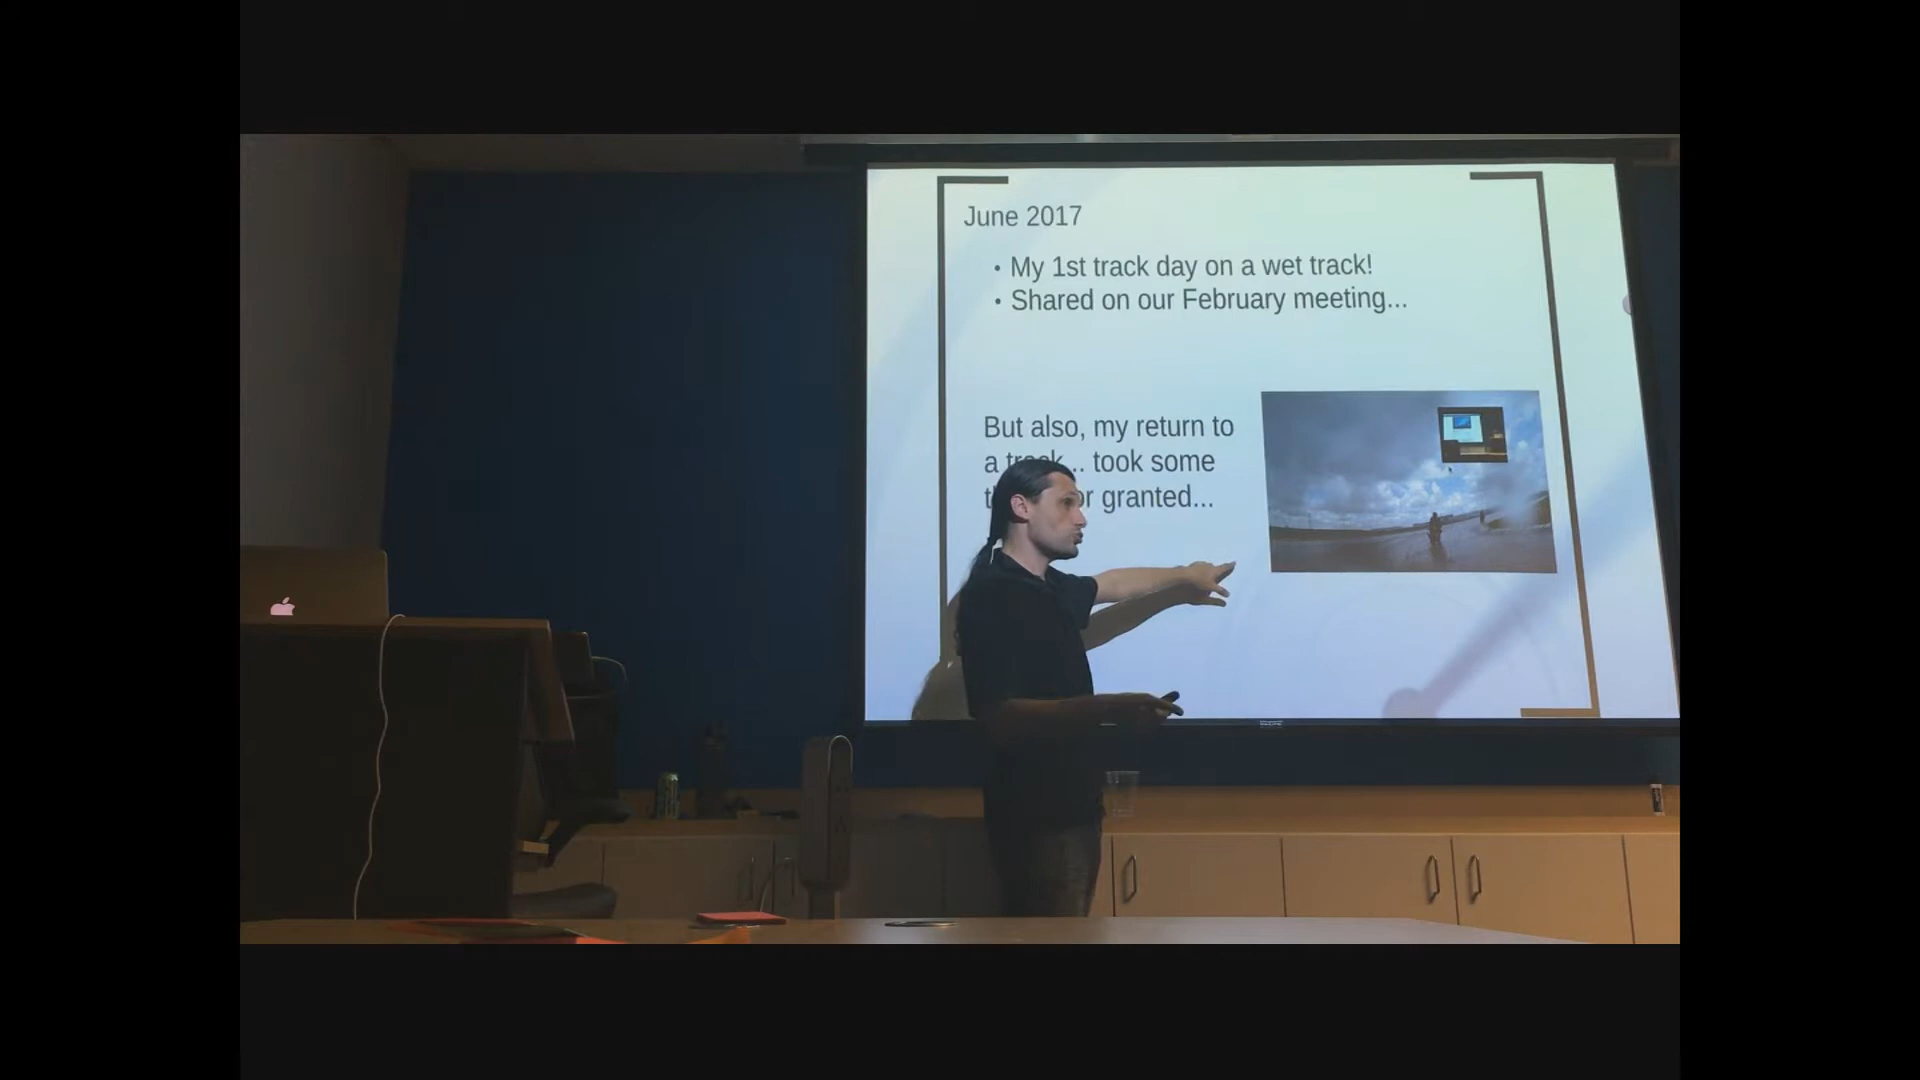 June 2017
• My 1st track day on a wet track!
• Shared on our February meeting...
But also, my return to
a track... took some
granted...